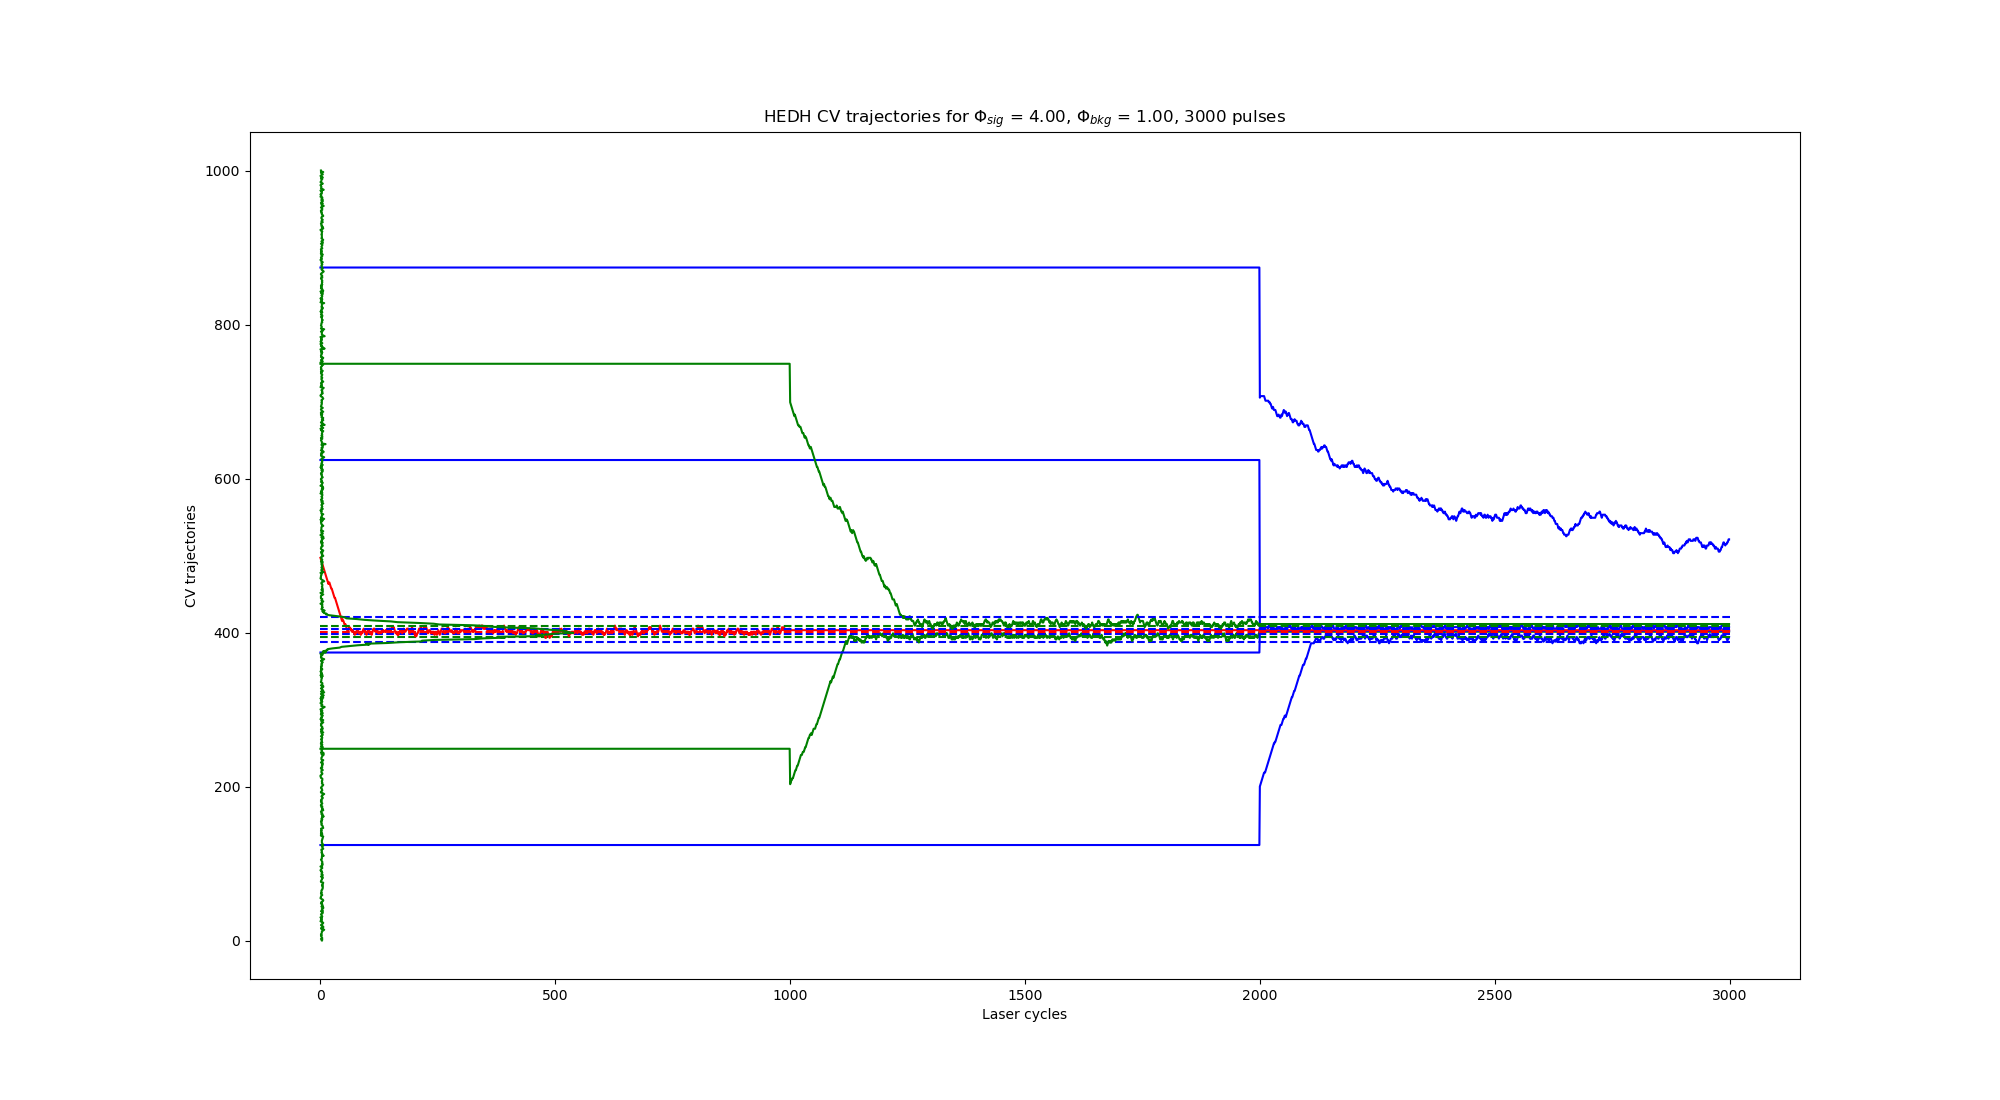 HEDH CV trajectories for Φsig = 4.00, Φbkg = 1.00, 3000 pulses
1000
800
600
400
200
0
CV trajectories
0 500 1000 1500 2000 2500 3000
Laser cycles